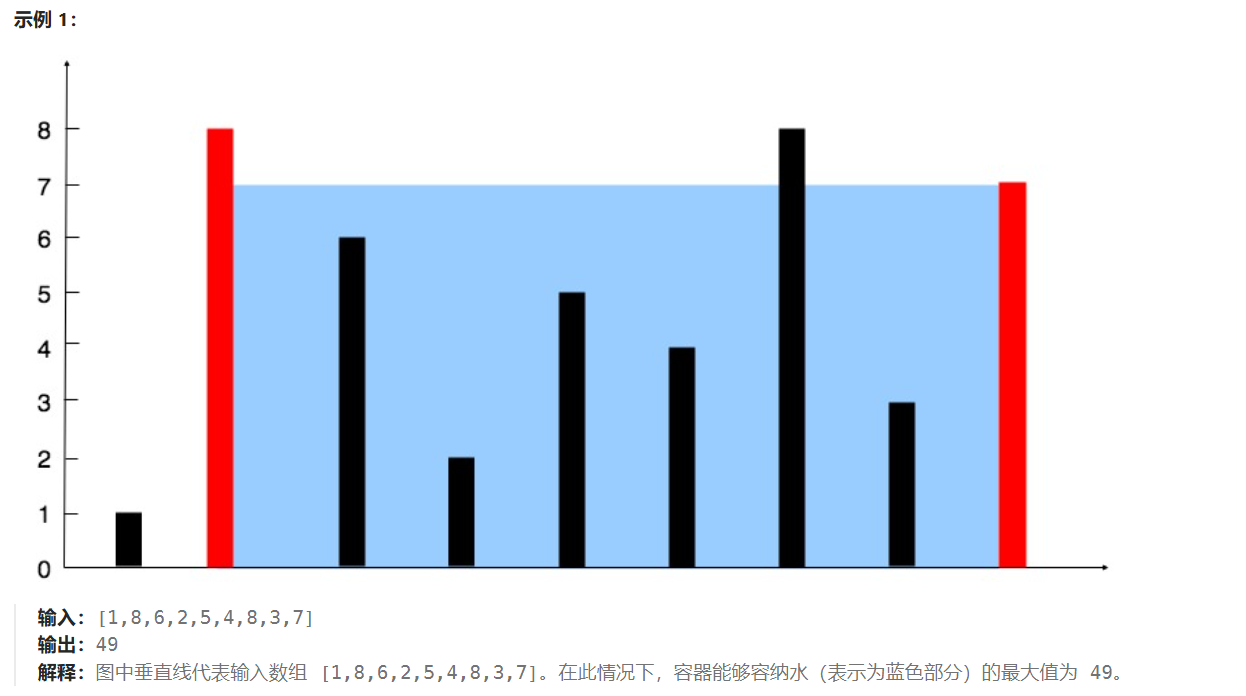 示例 1：
8
7
6
5
4
3
2
1
0
输入：[1,8,6,2,5,4,8,3,7]
输出：49
解释：图中垂直线代表输入数组 [1,8,6,2,5,4,8,3,7]。在此情况下，容器能够容纳水（表示为蓝色部分）的最大值为 49。